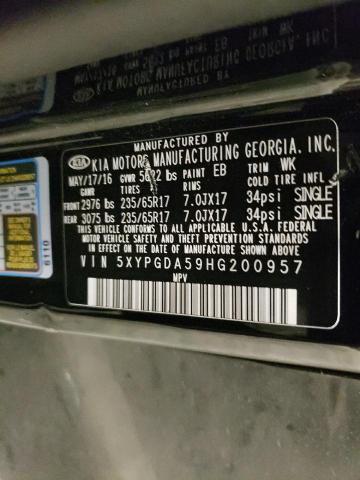 MANUFACTURED BY
KIA KIA MOTORS MANUFACTURING GEORGIA, INC.
MAY/17/16 GVWR lbs PAINT EB TRIM WK
GAWR TIRES RIMS COLD TIRE INFL.
FRONT 2976 lbs 235/65R17 7.0JX17 34psi SINGLE
REAR 3075 lbs 235/65R17 7.0JX17 34psi SINGLE
THIS VEHICLE CONFORMS TO ALL APPLICABLE U.S.A. FEDERAL
MOTOR VEHICLE SAFETY AND THEFT PREVENTION STANDARDS
IN EFFECT ON THE DATE OF MANUFACTURE SHOWN ABOVE.
VIN 5XYPGDA59HG200957
MPV
6110